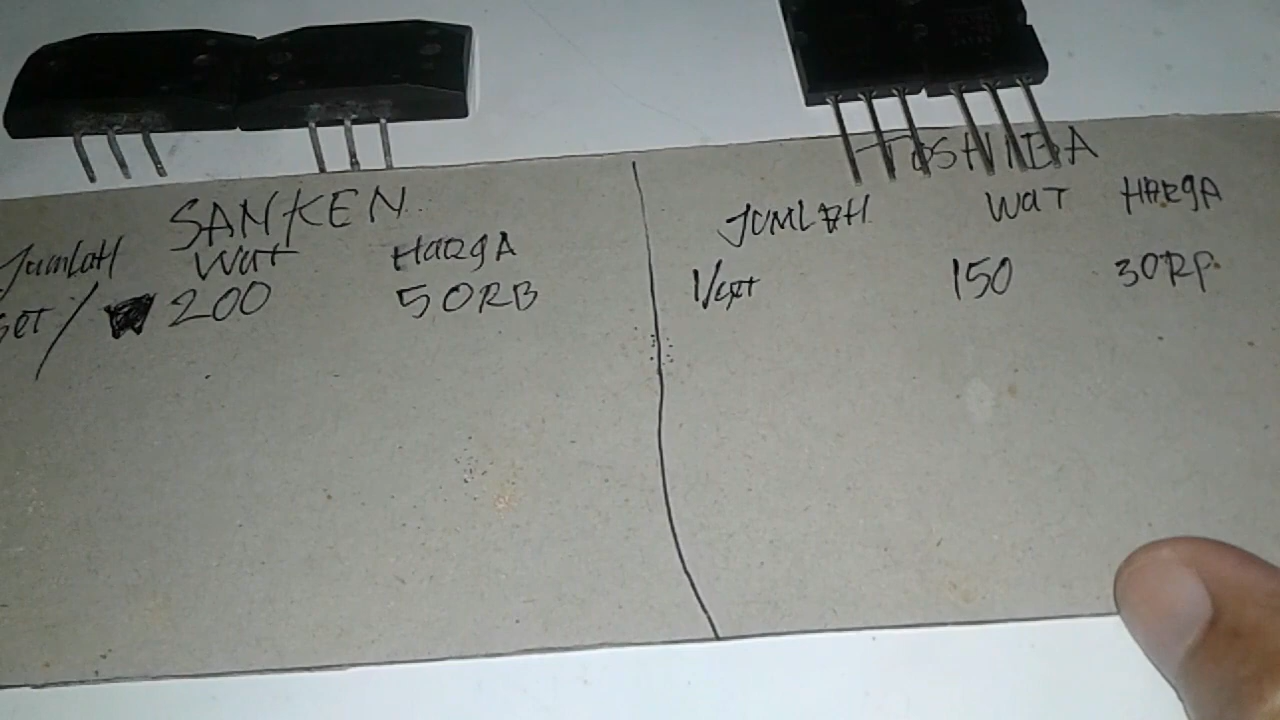 SANKEN
JumlaH Wat HaRgA
SeT/ 200 50RB
TOSHIBA
JUMLAH WaT HARgA
1/set 150 30RP.